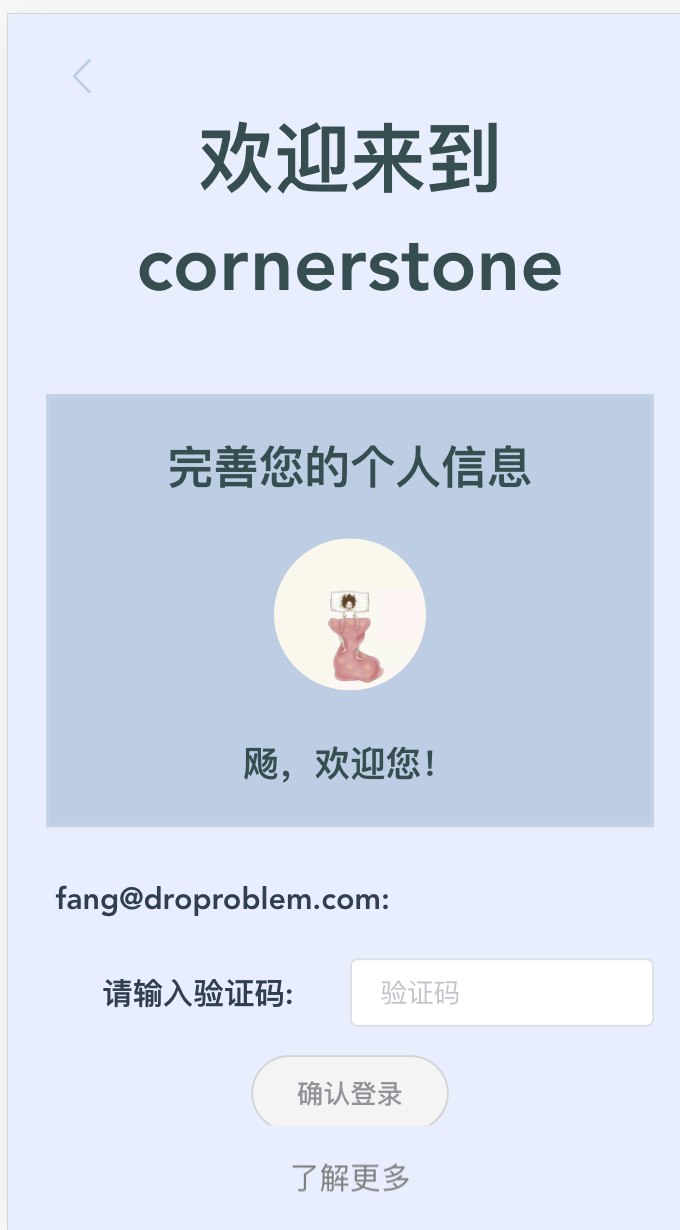 欢迎来到
cornerstone
完善您的个人信息
飏，欢迎您！
fang@droproblem.com:
请输入验证码:
验证码
确认登录
了解更多